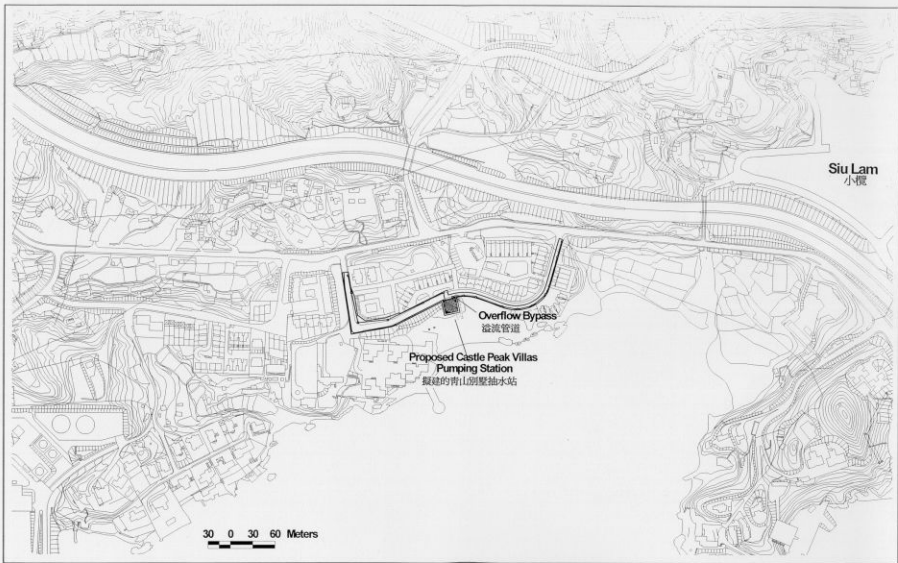 Siu Lam
小欖
Overflow Bypass
溢流管道
Proposed Castle Peak Villas
Pumping Station
擬建的青山別墅抽水站
30 0 30 60 Meters